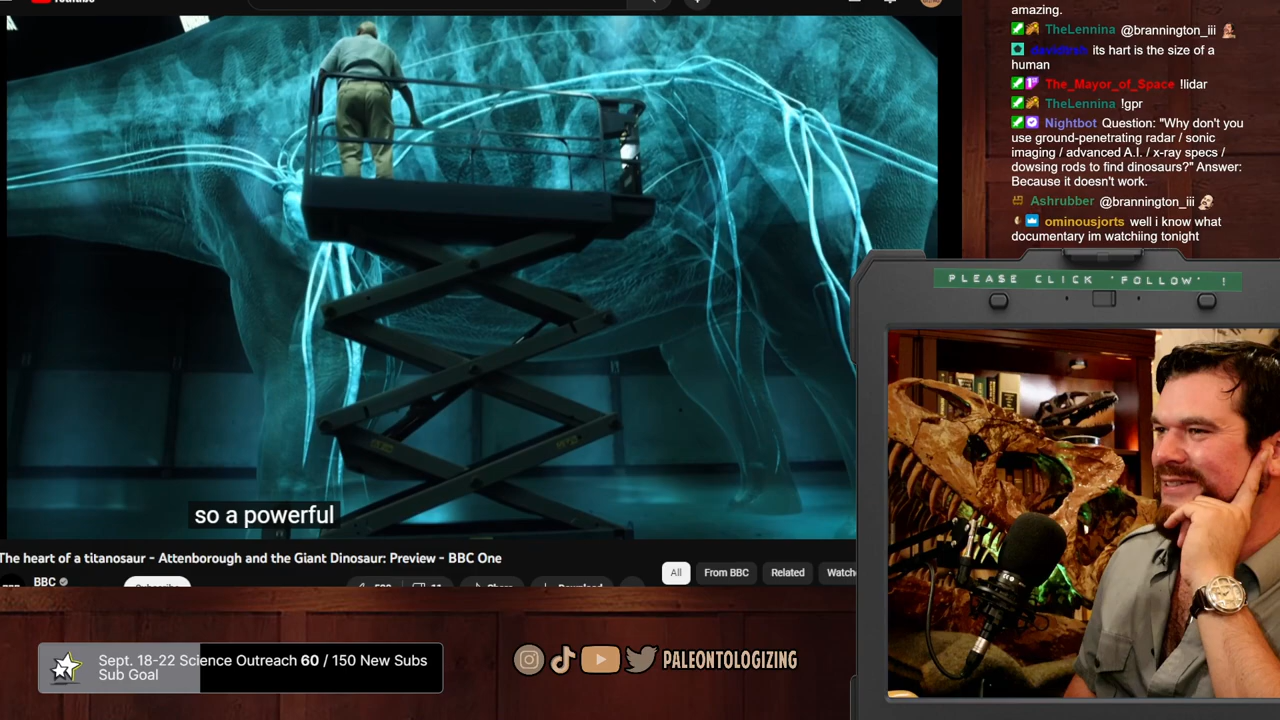 amazing.
TheLennina @brannington_iii
its hart is the size of a
human
The_Mayor_of_Space !lidar
TheLennina !gpr
Nightbot Question: "Why don't you
use ground-penetrating radar / sonic
imaging / advanced A.I. / x-ray specs /
dowsing rods to find dinosaurs?" Answer:
Because it doesn't work.
Ashrubber @brannington_iii
ominousjorts well i know what
documentary im watchiing tonight
PLEASE CLICK "FOLLOW" !
so a powerful
The heart of a titanosaur - Attenborough and the Giant Dinosaur: Preview - BBC One
BBC
All
From BBC
Related
Sept. 18-22 Science Outreach 60 / 150 New Subs
Sub Goal
PALEONTOLOGIZING